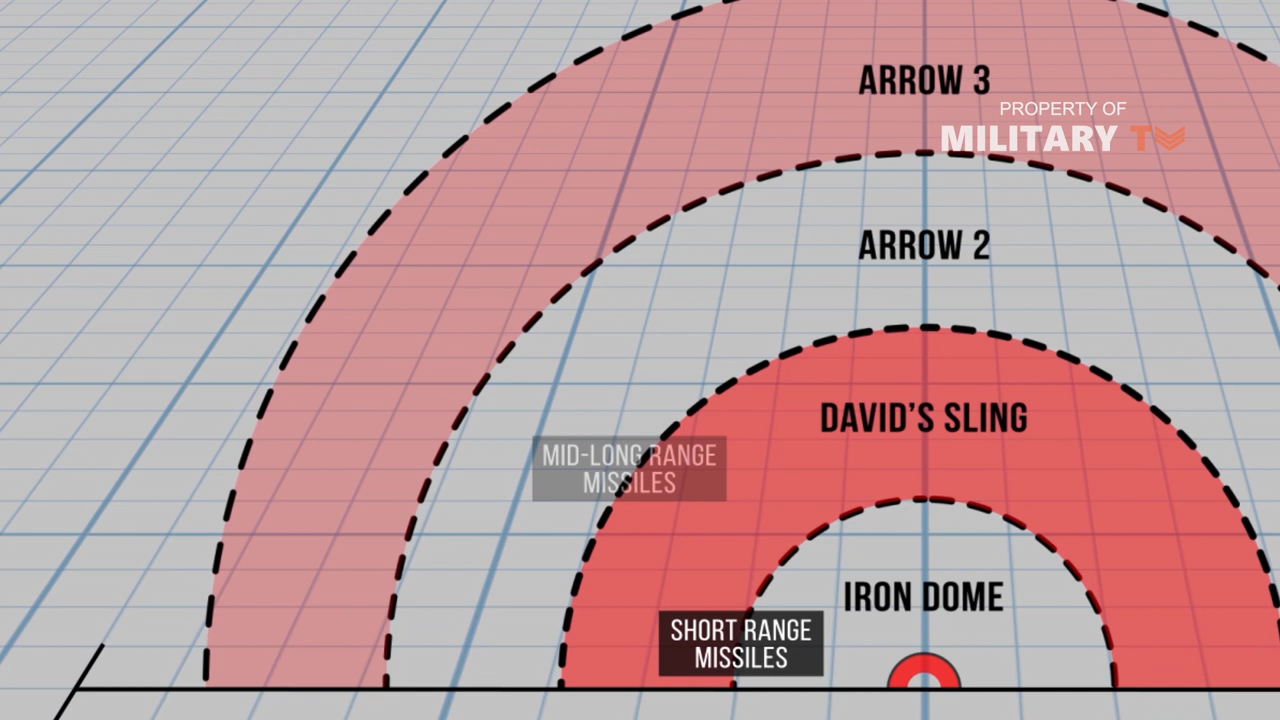 ARROW 3
PROPERTY OF
MILITARY TV
ARROW 2
DAVID'S SLING
MID-LONG RANGE
MISSILES
IRON DOME
SHORT RANGE
MISSILES